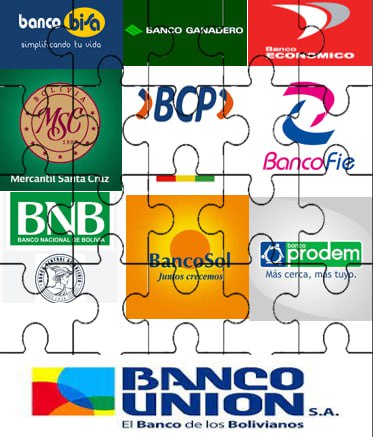 banco bisa
simplificando tu vida
BANCO GANADERO
Banco
ECONOMICO
BOLIVIA
MSC
Mercantil Santa Cruz
BCP
BancoFie
BNB
BANCO NACIONAL DE BOLIVIA
BancoSol
Juntos crecemos
banco
prodem
Más cerca, más tuyo.
BANCO
UNION S.A.
El Banco de los Bolivianos